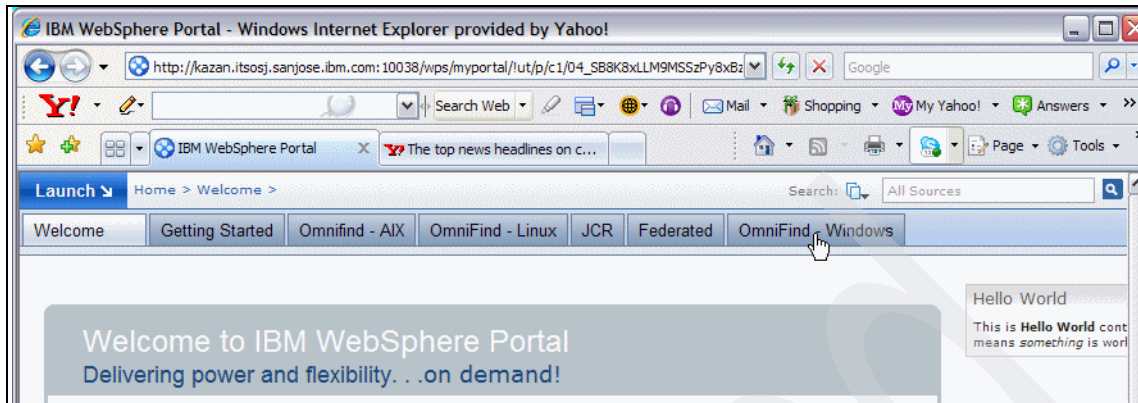 IBM WebSphere Portal - Windows Internet Explorer provided by Yahoo!
http://kazan.itsosj.sanjose.ibm.com:10038/wps/myportal/!ut/p/c1/04_SB8K8xLLM9MSSzPy8xBz Google
Y! Search Web Mail Shopping My My Yahoo! Answers
IBM WebSphere Portal X Y! The top news headlines on c... Page Tools
Launch Home > Welcome > Search: All Sources
Welcome Getting Started Omnifind - AIX OmniFind - Linux JCR Federated OmniFind - Windows
Hello World
This is Hello World cont
means something is worl
Welcome to IBM WebSphere Portal
Delivering power and flexibility. . .on demand!